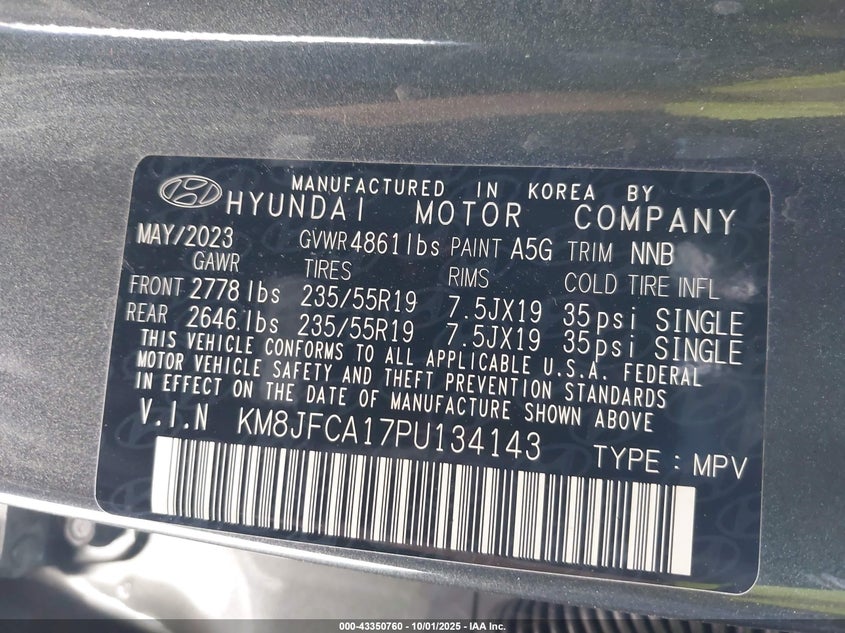 MANUFACTURED IN KOREA BY
HYUNDAI MOTOR COMPANY
MAY/2023 GVWR 4861 lbs PAINT A5G TRIM NNB
GAWR TIRES RIMS COLD TIRE INFL
FRONT 2778 lbs 235/55R19 7.5JX19 35psi SINGLE
REAR 2646 lbs 235/55R19 7.5JX19 35psi SINGLE
THIS VEHICLE CONFORMS TO ALL APPLICABLE U.S.A. FEDERAL
MOTOR VEHICLE SAFETY AND THEFT PREVENTION STANDARDS
IN EFFECT ON THE DATE OF MANUFACTURE SHOWN ABOVE
V.I.N KM8JFCA17PU134143 TYPE : MPV
000-43350760 - 10/01/2025 - IAA Inc.